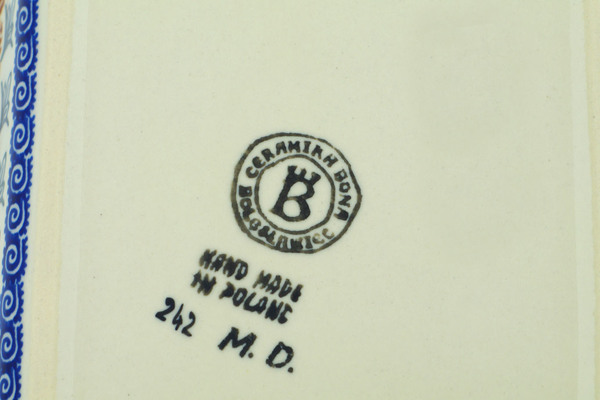 CERAMIKA BONA
BOLESŁAWIEC
B
HAND MADE
IN POLAND
242 M.D.